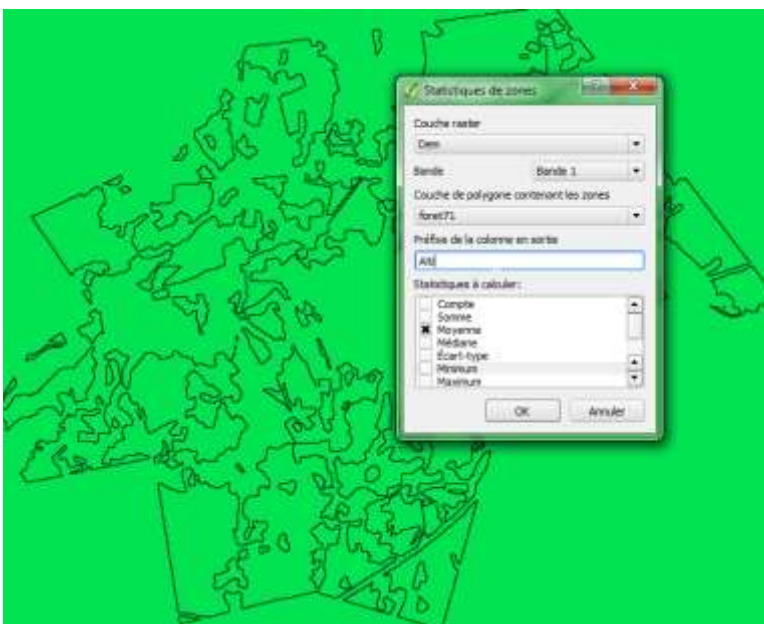 Statistiques de zones
Couche raster
Dem
Bande Bande 1
Couche de polygone contenant les zones
foret71
Préfixe de la colonne en sortie
Statistiques à calculer:
Compte
Somme
Moyenne
Médiane
Écart-type
Minimum
Maximum
OK Annuler